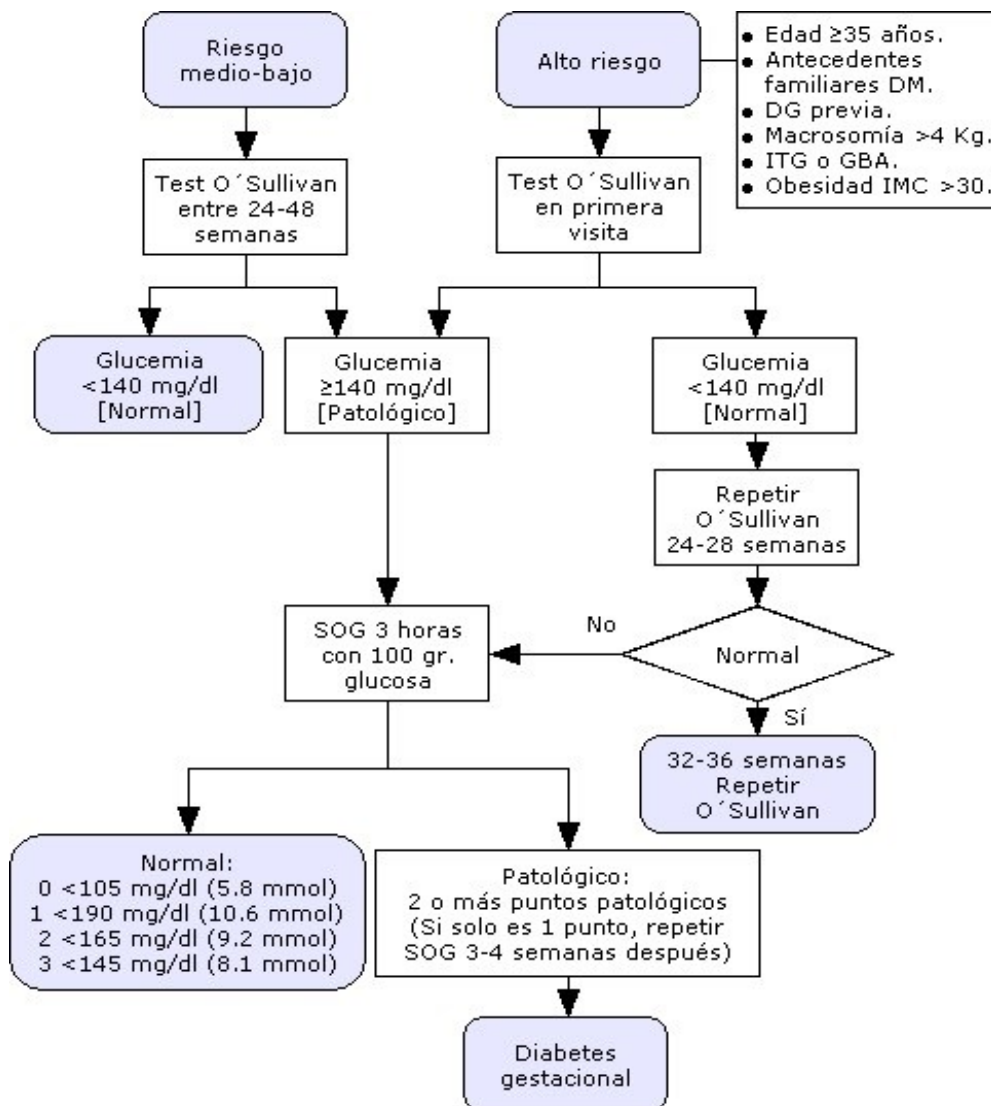 Riesgo
medio-bajo
Alto riesgo
● Edad ≥35 años.
● Antecedentes
familiares DM.
● DG previa.
● Macrosomía >4 Kg.
● ITG o GBA.
● Obesidad IMC >30.
Test O´Sullivan
entre 24-48
semanas
Test O´Sullivan
en primera
visita
Glucemia
<140 mg/dl
[Normal]
Glucemia
≥140 mg/dl
[Patológico]
Glucemia
<140 mg/dl
[Normal]
Repetir
O´Sullivan
24-28 semanas
SOG 3 horas
con 100 gr.
glucosa
No
Normal
Sí
32-36 semanas
Repetir
O´Sullivan
Normal:
0 <105 mg/dl (5.8 mmol)
1 <190 mg/dl (10.6 mmol)
2 <165 mg/dl (9.2 mmol)
3 <145 mg/dl (8.1 mmol)
Patológico:
2 o más puntos patológicos
(Si solo es 1 punto, repetir
SOG 3-4 semanas después)
Diabetes
gestacional